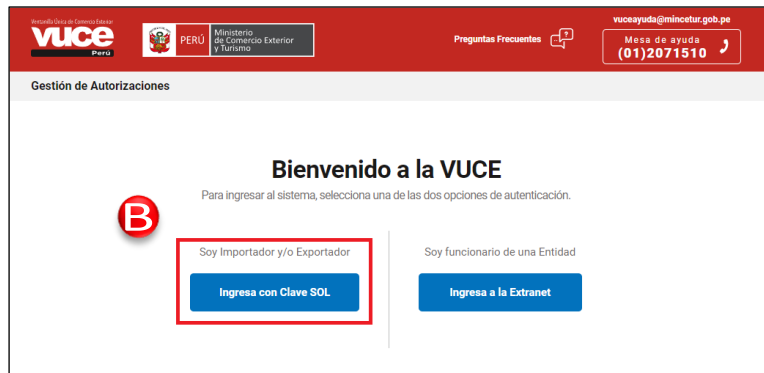 Ventanilla Única de Comercio Exterior
vuce
Perú
PERÚ
Ministerio
de Comercio Exterior
y Turismo
Preguntas Frecuentes
?
vuceayuda@mincetur.gob.pe
Mesa de ayuda
(01)2071510
Gestión de Autorizaciones
Bienvenido a la VUCE
Para ingresar al sistema, selecciona una de las dos opciones de autenticación.
B
Soy Importador y/o Exportador
Ingresa con Clave SOL
Soy funcionario de una Entidad
Ingresa a la Extranet